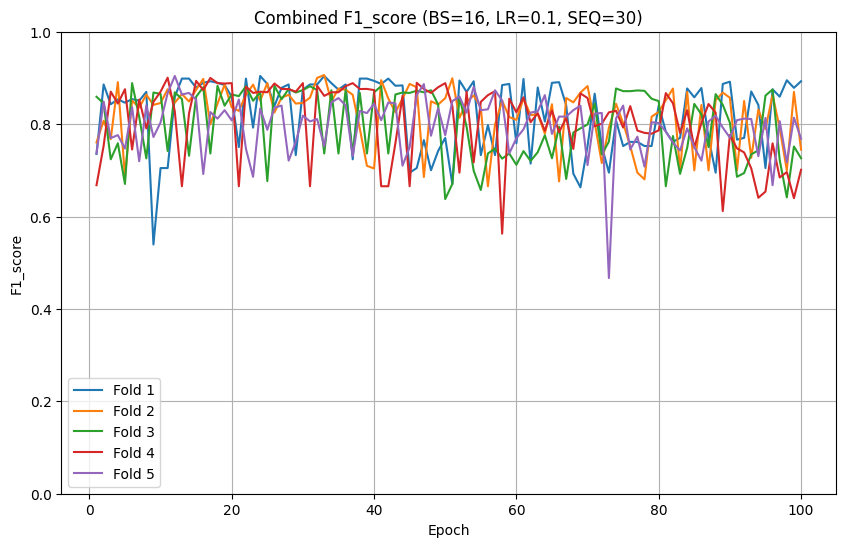 Combined F1_score (BS=16, LR=0.1, SEQ=30)
F1_score
1.0
0.8
0.6
0.4
0.2
0.0
Fold 1
Fold 2
Fold 3
Fold 4
Fold 5
0 20 40 60 80 100
Epoch